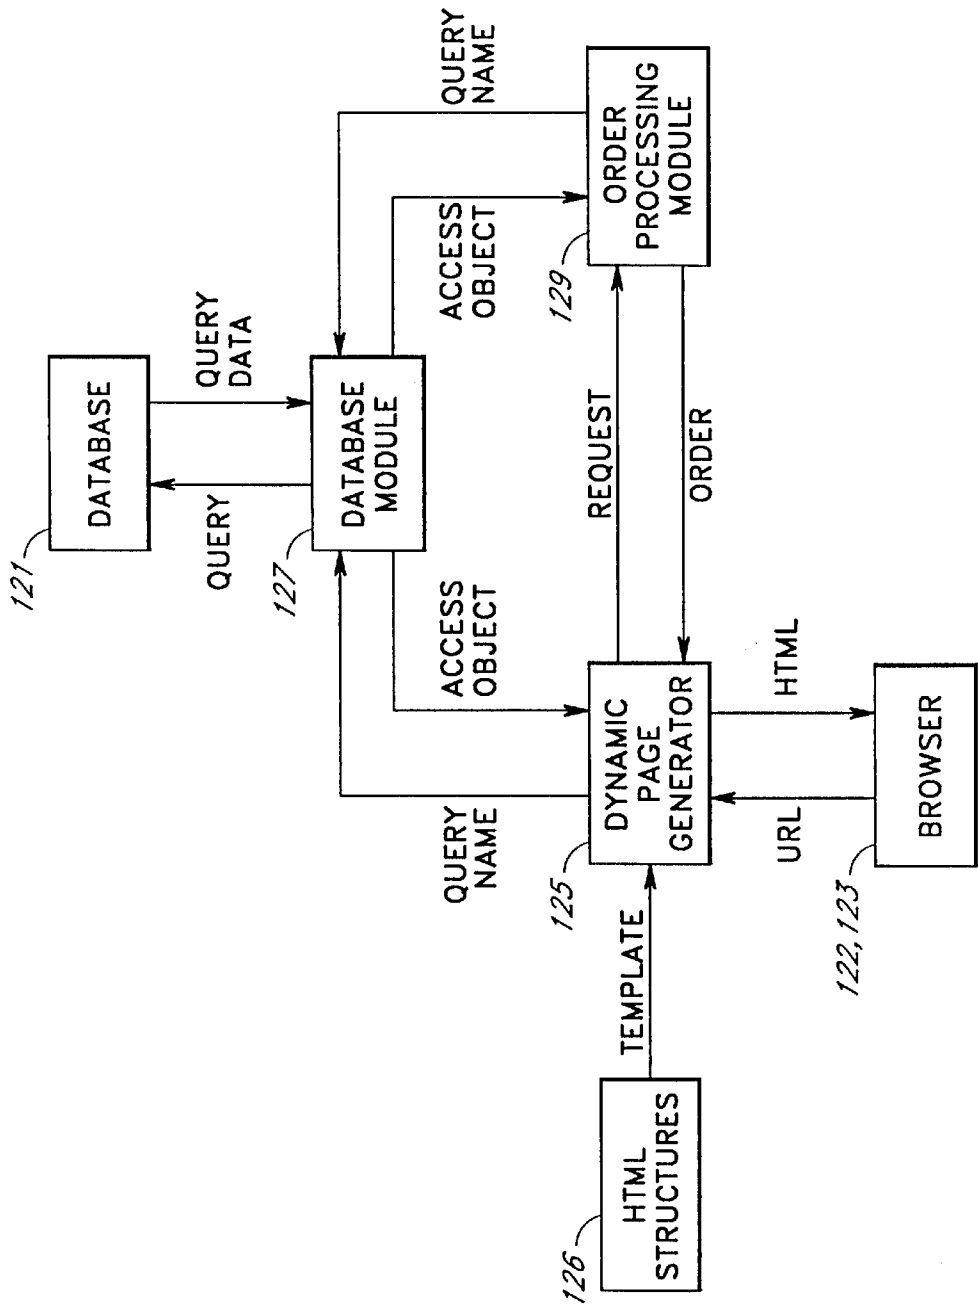 121
DATABASE
QUERY
QUERY
DATA
127
DATABASE
MODULE
QUERY
NAME
ACCESS
OBJECT
ACCESS
OBJECT
QUERY
NAME
125
DYNAMIC
PAGE
GENERATOR
REQUEST
ORDER
129
ORDER
PROCESSING
MODULE
126
HTML
STRUCTURES
TEMPLATE
URL
HTML
122,123
BROWSER